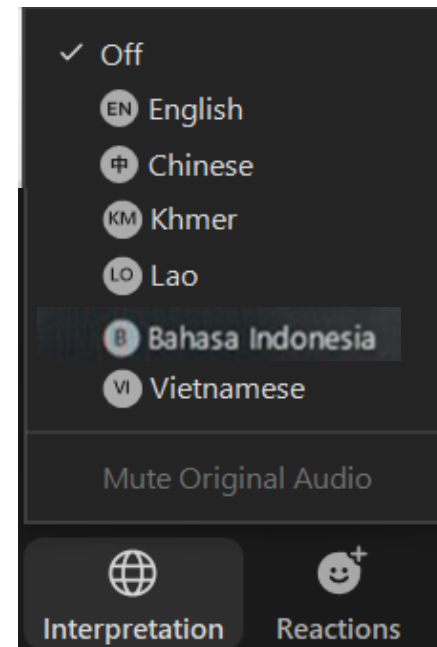 Off
EN English
中 Chinese
KM Khmer
LO Lao
B Bahasa Indonesia
VI Vietnamese
Mute Original Audio
Interpretation Reactions